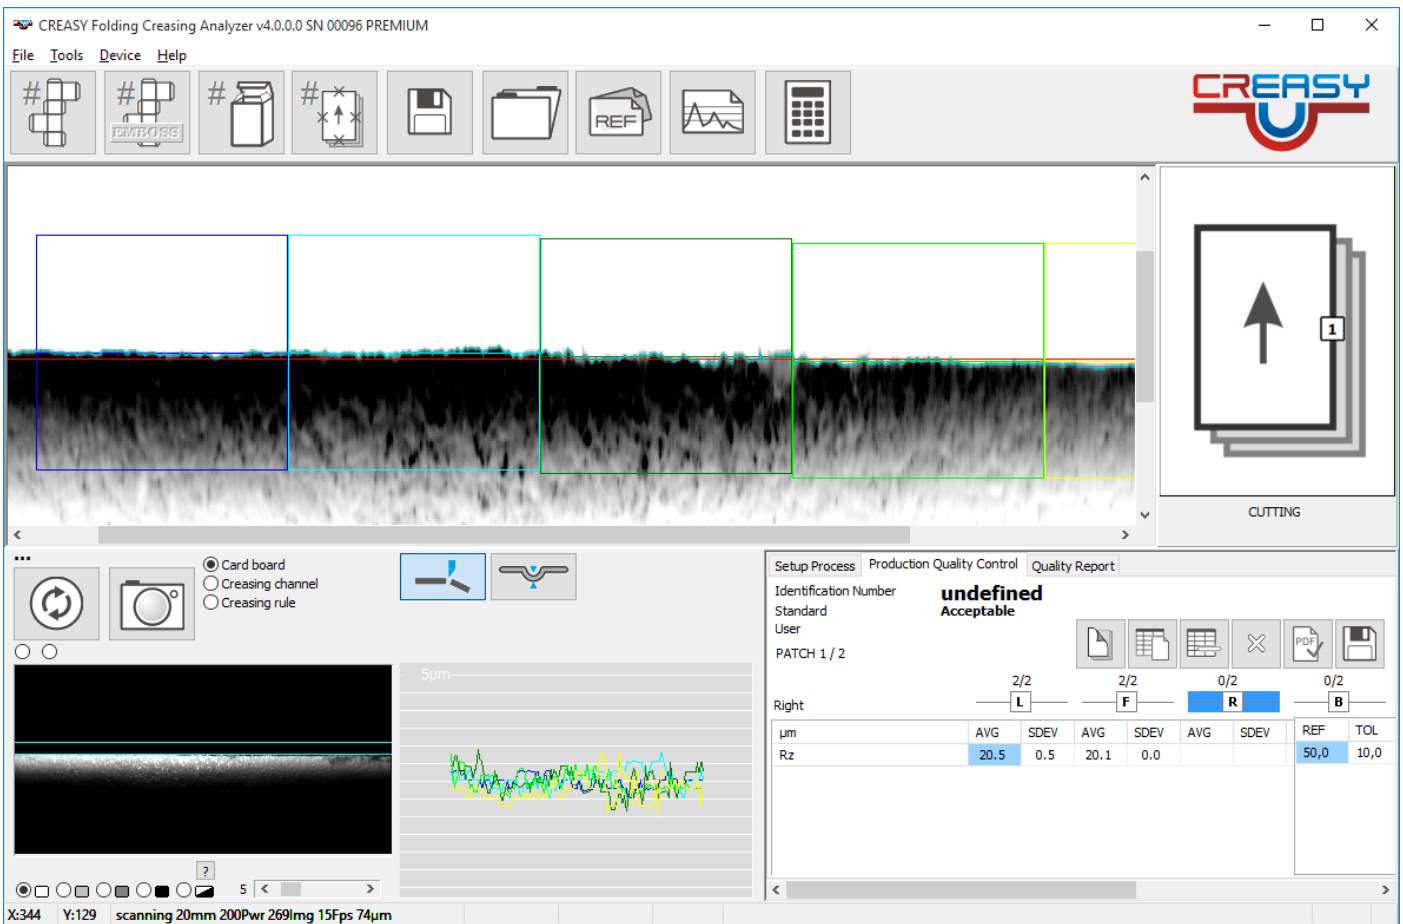 CREASY Folding Creasing Analyzer v4.0.0.0 SN 00096 PREMIUM
File Tools Device Help
# # EMBOSS # # REF
CREASY
1
CUTTING
...
Card board
Creasing channel
Creasing rule
Setup Process Production Quality Control Quality Report
Identification Number undefined
Standard Acceptable
User
PATCH 1 / 2
PDF
5µm
2/2 2/2 0/2 0/2
Right L F R B
µm AVG SDEV AVG SDEV AVG SDEV REF TOL
Rz 20.5 0.5 20.1 0.0 50,0 10,0
?
5
X:344 Y:129 scanning 20mm 200Pwr 269Img 15Fps 74µm